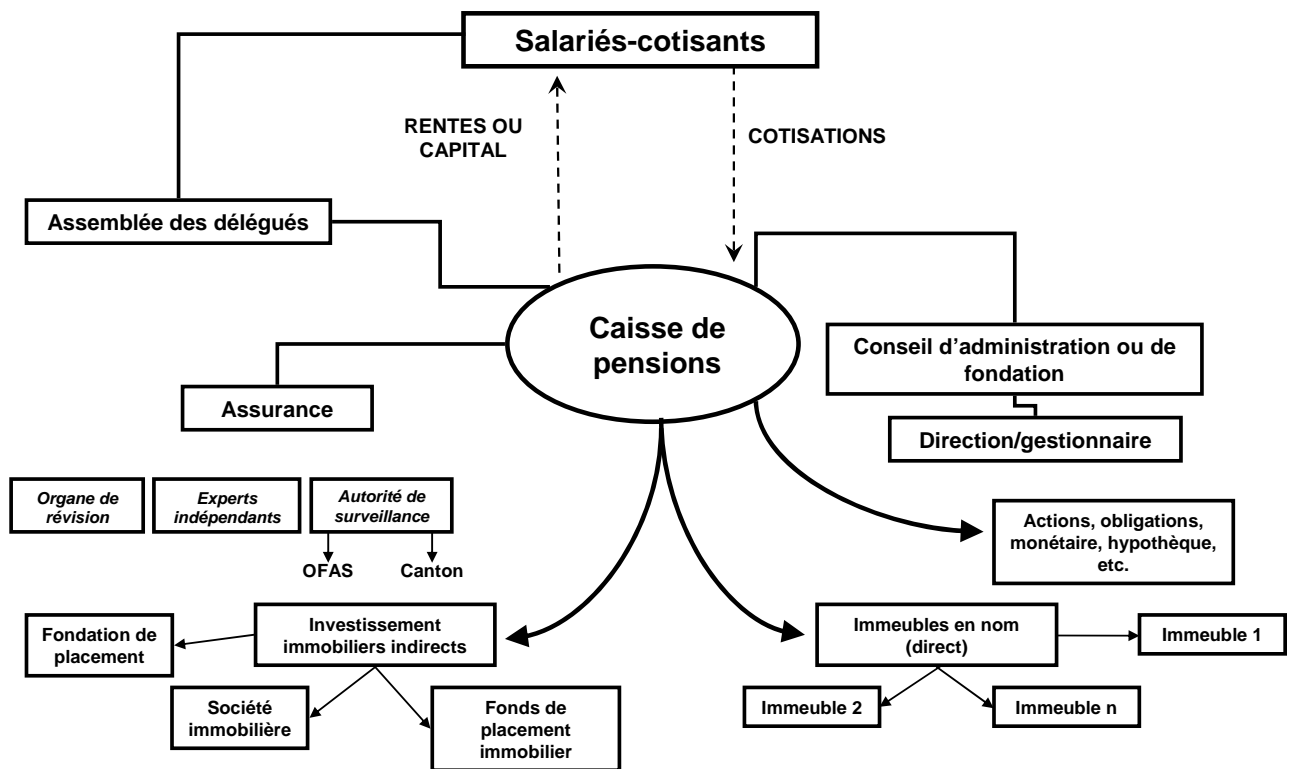 Salariés-cotisants
RENTES OU
CAPITAL
COTISATIONS
Assemblée des délégués
Caisse de
pensions
Conseil d’administration ou de
fondation
Assurance
Direction/gestionnaire
Organe de
révision
Experts
indépendants
Autorité de
surveillance
OFAS
Canton
Actions, obligations,
monétaire, hypothèque,
etc.
Fondation de
placement
Investissement
immobiliers indirects
Immeubles en nom
(direct)
Immeuble 1
Société
immobilière
Fonds de
placement
immobilier
Immeuble 2
Immeuble n